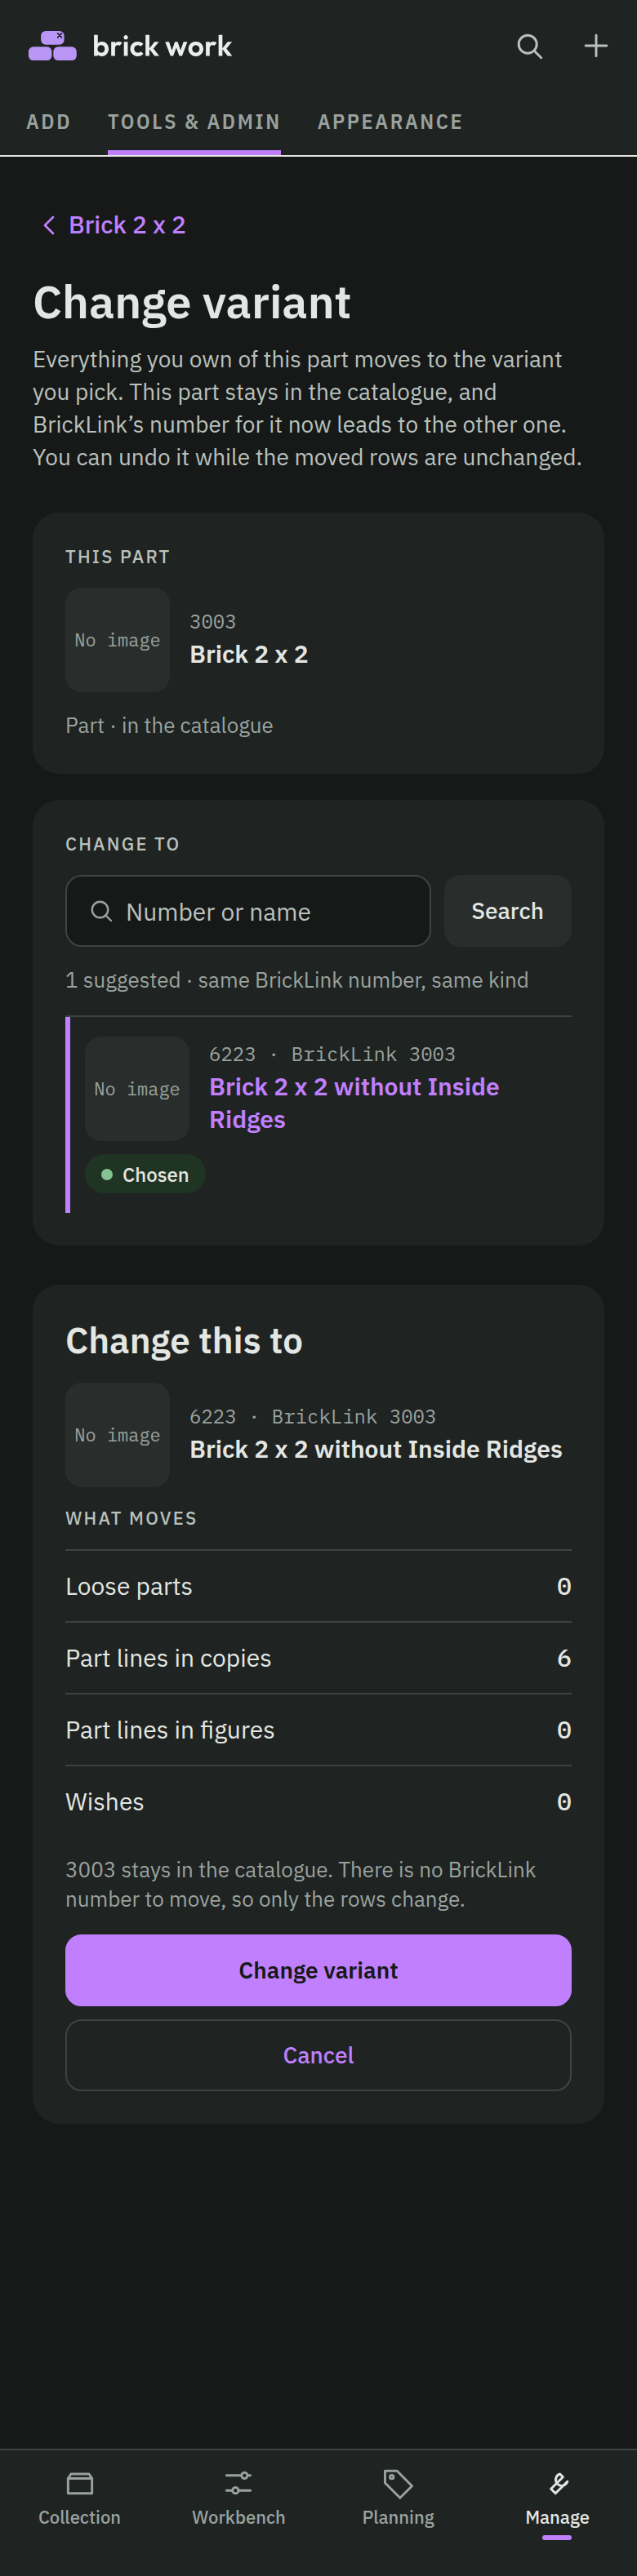 brick work
ADD TOOLS & ADMIN APPEARANCE
Brick 2 x 2
Change variant
Everything you own of this part moves to the variant
you pick. This part stays in the catalogue, and
BrickLink’s number for it now leads to the other one.
You can undo it while the moved rows are unchanged.
THIS PART
No image
3003
Brick 2 x 2
Part · in the catalogue
CHANGE TO
Number or name
Search
1 suggested · same BrickLink number, same kind
No image
6223 · BrickLink 3003
Brick 2 x 2 without Inside
Ridges
Chosen
Change this to
No image
6223 · BrickLink 3003
Brick 2 x 2 without Inside Ridges
WHAT MOVES
Loose parts 0
Part lines in copies 6
Part lines in figures 0
Wishes 0
3003 stays in the catalogue. There is no BrickLink
number to move, so only the rows change.
Change variant
Cancel
Collection Workbench Planning Manage